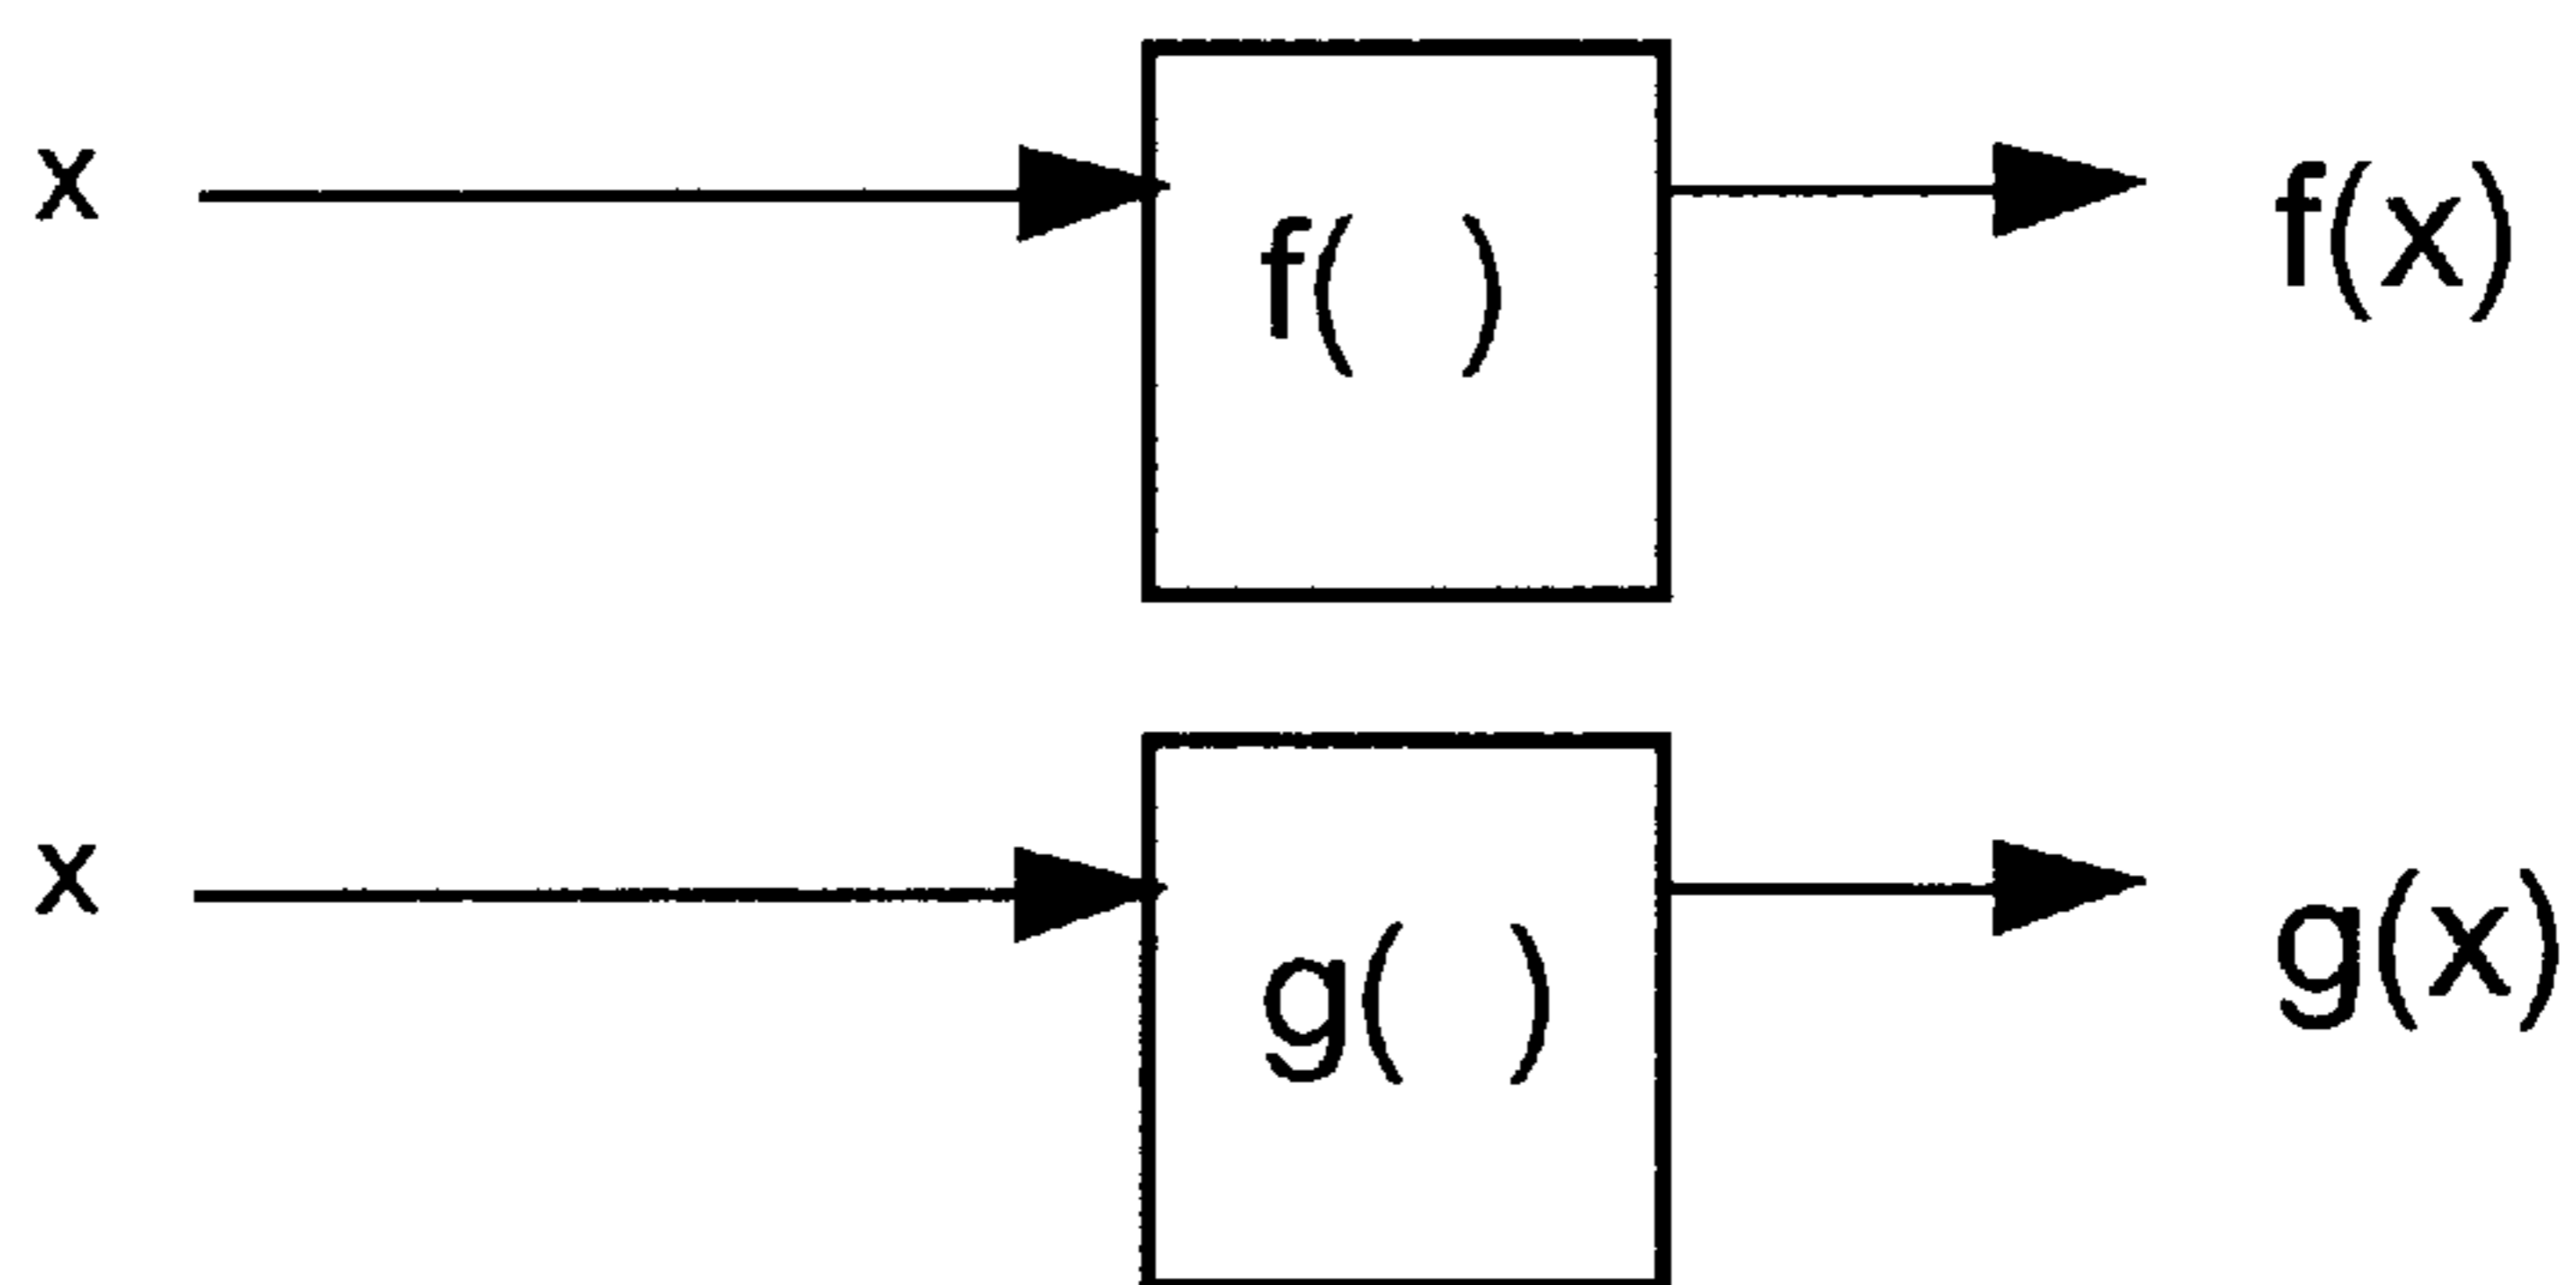 x f( ) f(x)
x g( ) g(x)